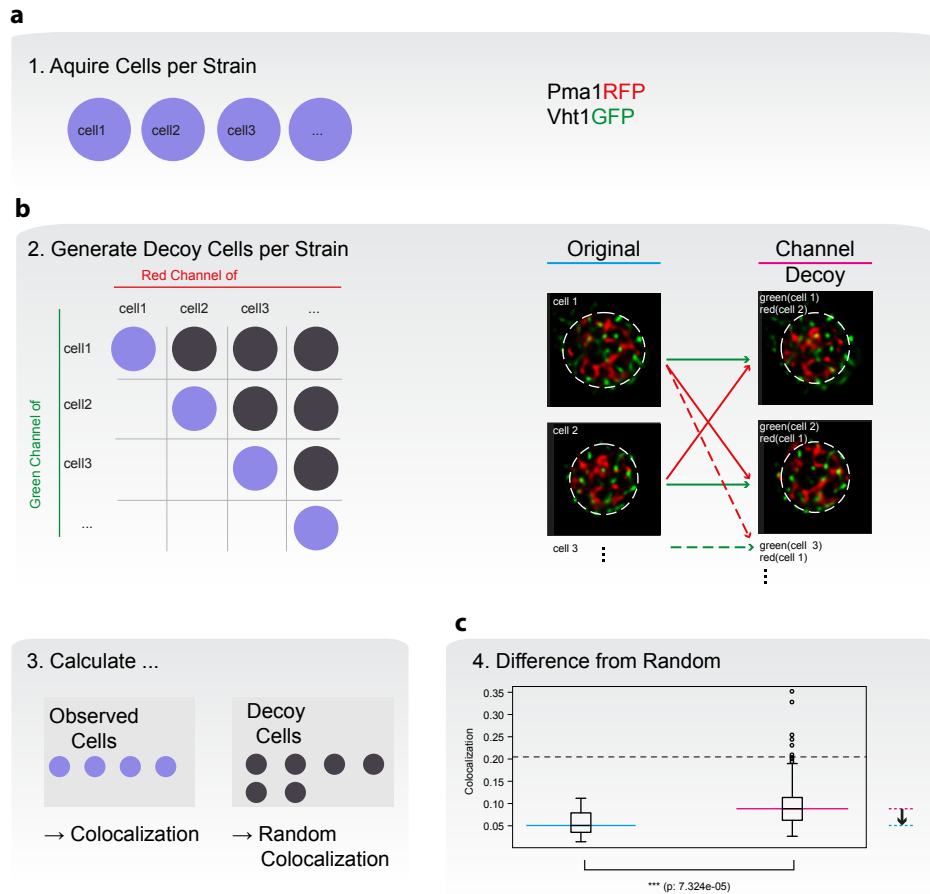 a
1. Aquire Cells per Strain
cell1 cell2 cell3 ...
Pma1RFP
Vht1GFP
b
2. Generate Decoy Cells per Strain
Red Channel of
cell1 cell2 cell3 ...
Green Channel of
cell1
cell2
cell3
...
Original
Channel
Decoy
cell 1
green(cell 1)
red(cell 2)
cell 2
green(cell 2)
red(cell 1)
cell 3
green(cell 3)
red(cell 1)
3. Calculate ...
Observed
Cells
→ Colocalization
Decoy
Cells
→ Random
Colocalization
c
4. Difference from Random
Colocalization
0.35
0.30
0.25
0.20
0.10
0.05
*** (p: 7.324e-05)